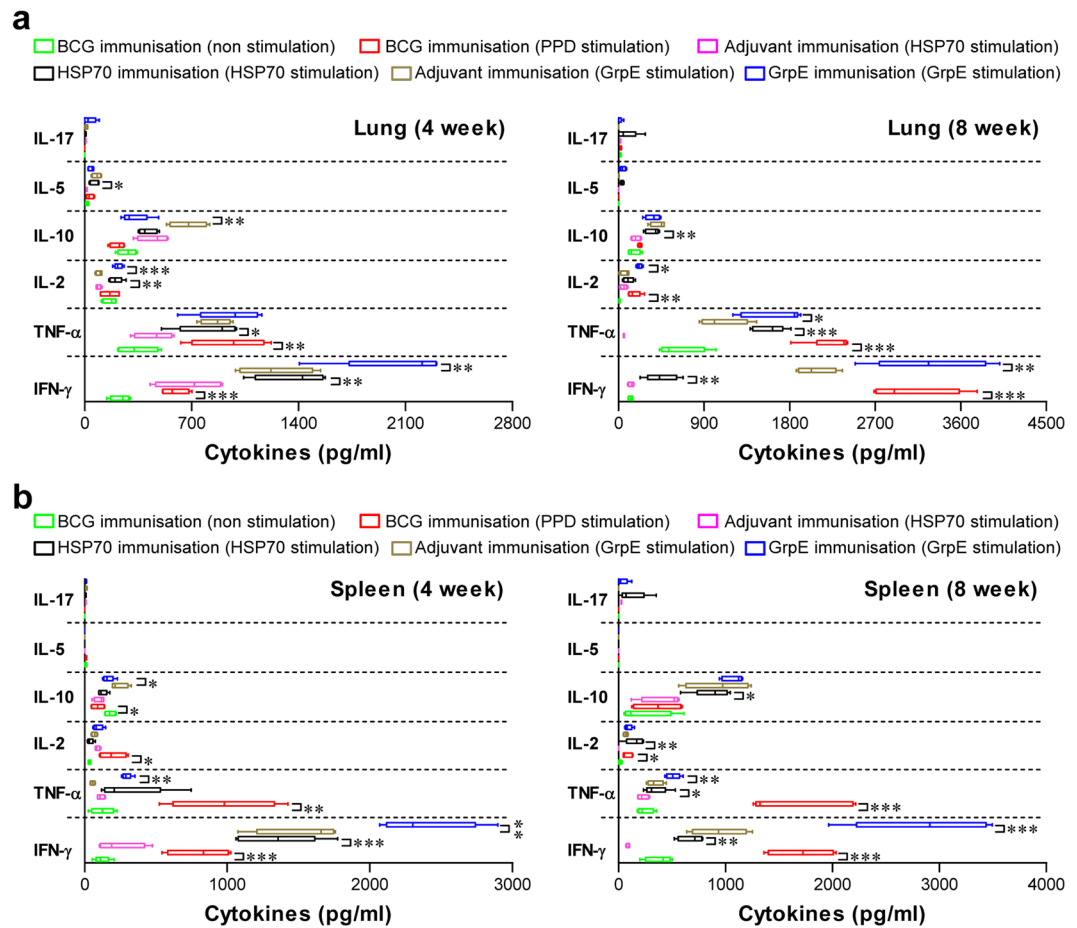 a
BCG immunisation (non stimulation) BCG immunisation (PPD stimulation) Adjuvant immunisation (HSP70 stimulation)
HSP70 immunisation (HSP70 stimulation) Adjuvant immunisation (GrpE stimulation) GrpE immunisation (GrpE stimulation)
Lung (4 week)
IL-17
IL-5
*
IL-10
**
IL-2
***
**
TNF-α
*
**
IFN-γ
**
**
***
0 700 1400 2100 2800
Cytokines (pg/ml)
Lung (8 week)
IL-17
IL-5
IL-10
**
IL-2
*
**
TNF-α
*
***
***
IFN-γ
**
**
***
0 900 1800 2700 3600 4500
Cytokines (pg/ml)
b
BCG immunisation (non stimulation) BCG immunisation (PPD stimulation) Adjuvant immunisation (HSP70 stimulation)
HSP70 immunisation (HSP70 stimulation) Adjuvant immunisation (GrpE stimulation) GrpE immunisation (GrpE stimulation)
Spleen (4 week)
IL-17
IL-5
IL-10
*
*
IL-2
*
TNF-α
**
**
IFN-γ
**
***
***
0 1000 2000 3000
Cytokines (pg/ml)
Spleen (8 week)
IL-17
IL-5
IL-10
*
IL-2
**
*
TNF-α
**
*
***
IFN-γ
***
**
***
0 1000 2000 3000 4000
Cytokines (pg/ml)